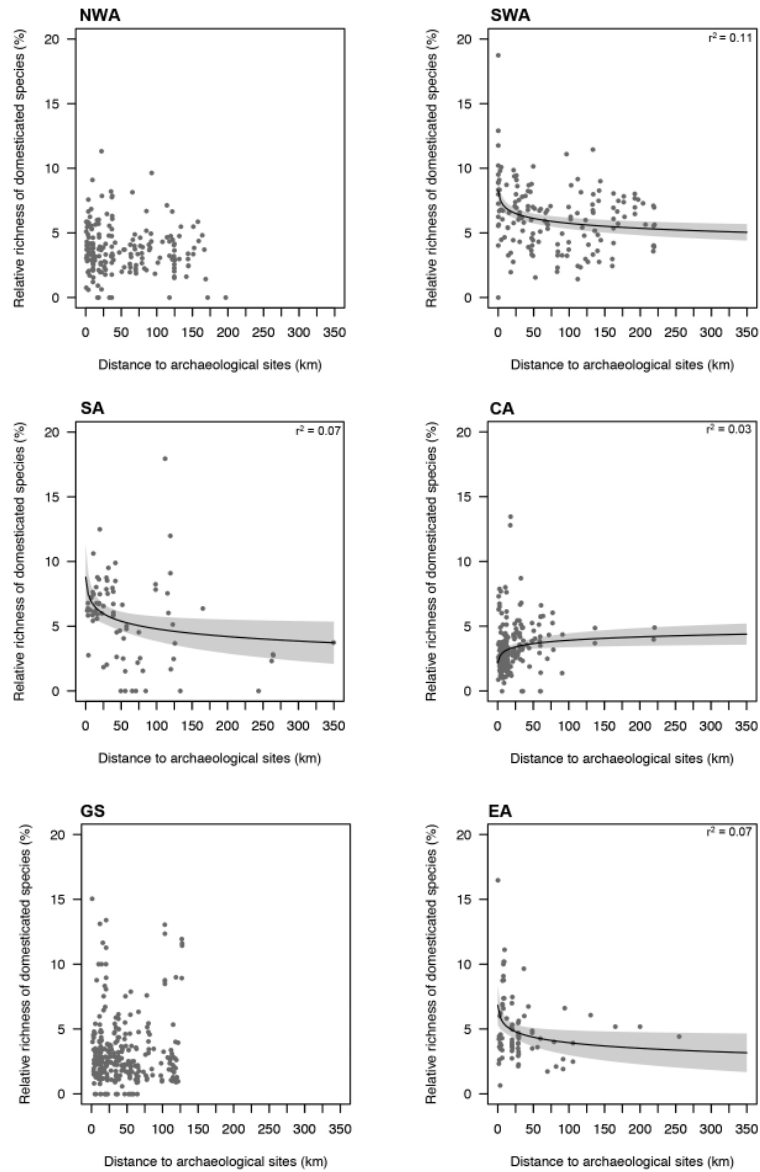 NWA
20
15
10
5
0
0 50 100 150 200 250 300 350
Distance to archaeological sites (km)
Relative richness of domesticated species (%)
SWA
r² = 0.11
20
15
10
5
0
0 50 100 150 200 250 300 350
Distance to archaeological sites (km)
Relative richness of domesticated species (%)
SA
r² = 0.07
20
15
10
5
0
0 50 100 150 200 250 300 350
Distance to archaeological sites (km)
Relative richness of domesticated species (%)
CA
r² = 0.03
20
15
10
5
0
0 50 100 150 200 250 300 350
Distance to archaeological sites (km)
Relative richness of domesticated species (%)
GS
20
15
10
5
0
0 50 100 150 200 250 300 350
Distance to archaeological sites (km)
Relative richness of domesticated species (%)
EA
r² = 0.07
20
15
10
5
0
0 50 100 150 200 250 300 350
Distance to archaeological sites (km)
Relative richness of domesticated species (%)